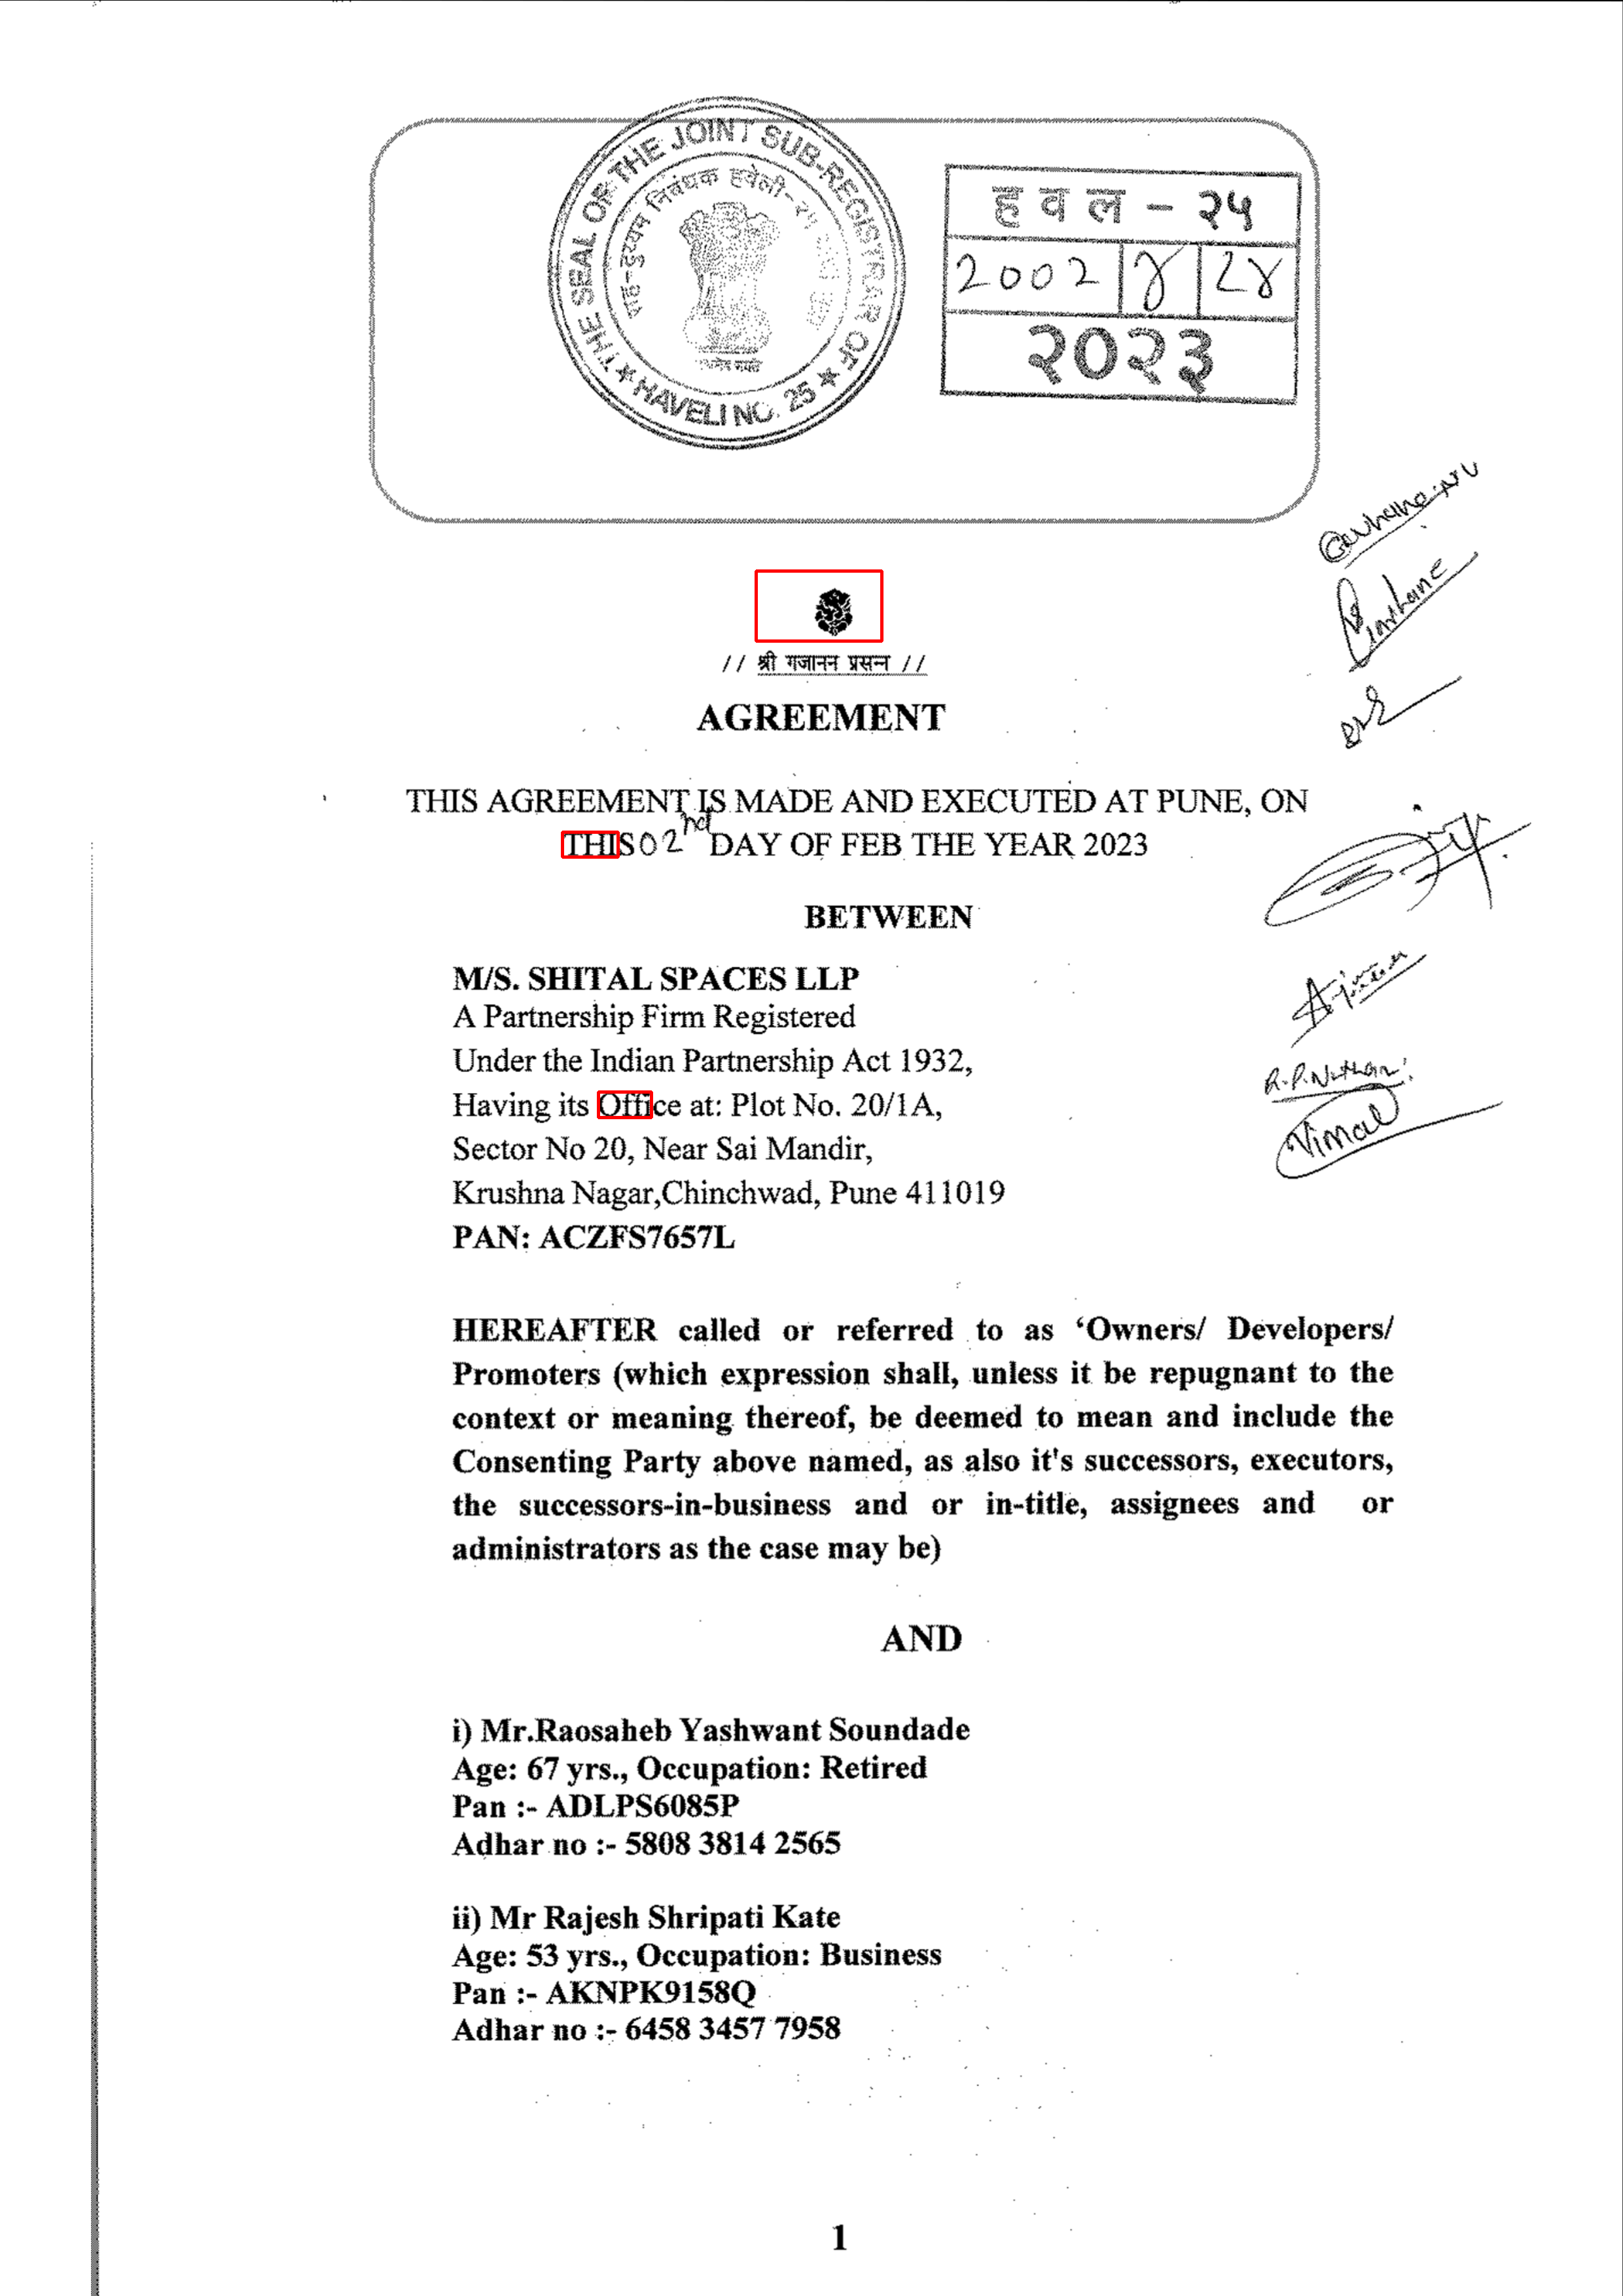 THE SEAL OF THE JOINT SUB-REGISTRAR OF
★ HAVELI NO. 25 ★
सह-दुय्यम निबंधक हवेली-२५
ह व ल - २५
2002 | ४ | 2४
२०२३
// श्री गजानन प्रसन्न //
AGREEMENT
THIS AGREEMENT IS MADE AND EXECUTED AT PUNE, ON
THIS 02nd DAY OF FEB THE YEAR 2023
BETWEEN
M/S. SHITAL SPACES LLP
A Partnership Firm Registered
Under the Indian Partnership Act 1932,
Having its Office at: Plot No. 20/1A,
Sector No 20, Near Sai Mandir,
Krushna Nagar,Chinchwad, Pune 411019
PAN: ACZFS7657L
HEREAFTER called or referred to as ‘Owners/ Developers/
Promoters (which expression shall, unless it be repugnant to the
context or meaning thereof, be deemed to mean and include the
Consenting Party above named, as also it's successors, executors,
the successors-in-business and or in-title, assignees and or
administrators as the case may be)
AND
i) Mr.Raosaheb Yashwant Soundade
Age: 67 yrs., Occupation: Retired
Pan :- ADLPS6085P
Adhar no :- 5808 3814 2565
ii) Mr Rajesh Shripati Kate
Age: 53 yrs., Occupation: Business
Pan :- AKNPK9158Q
Adhar no :- 6458 3457 7958
Vimal
1